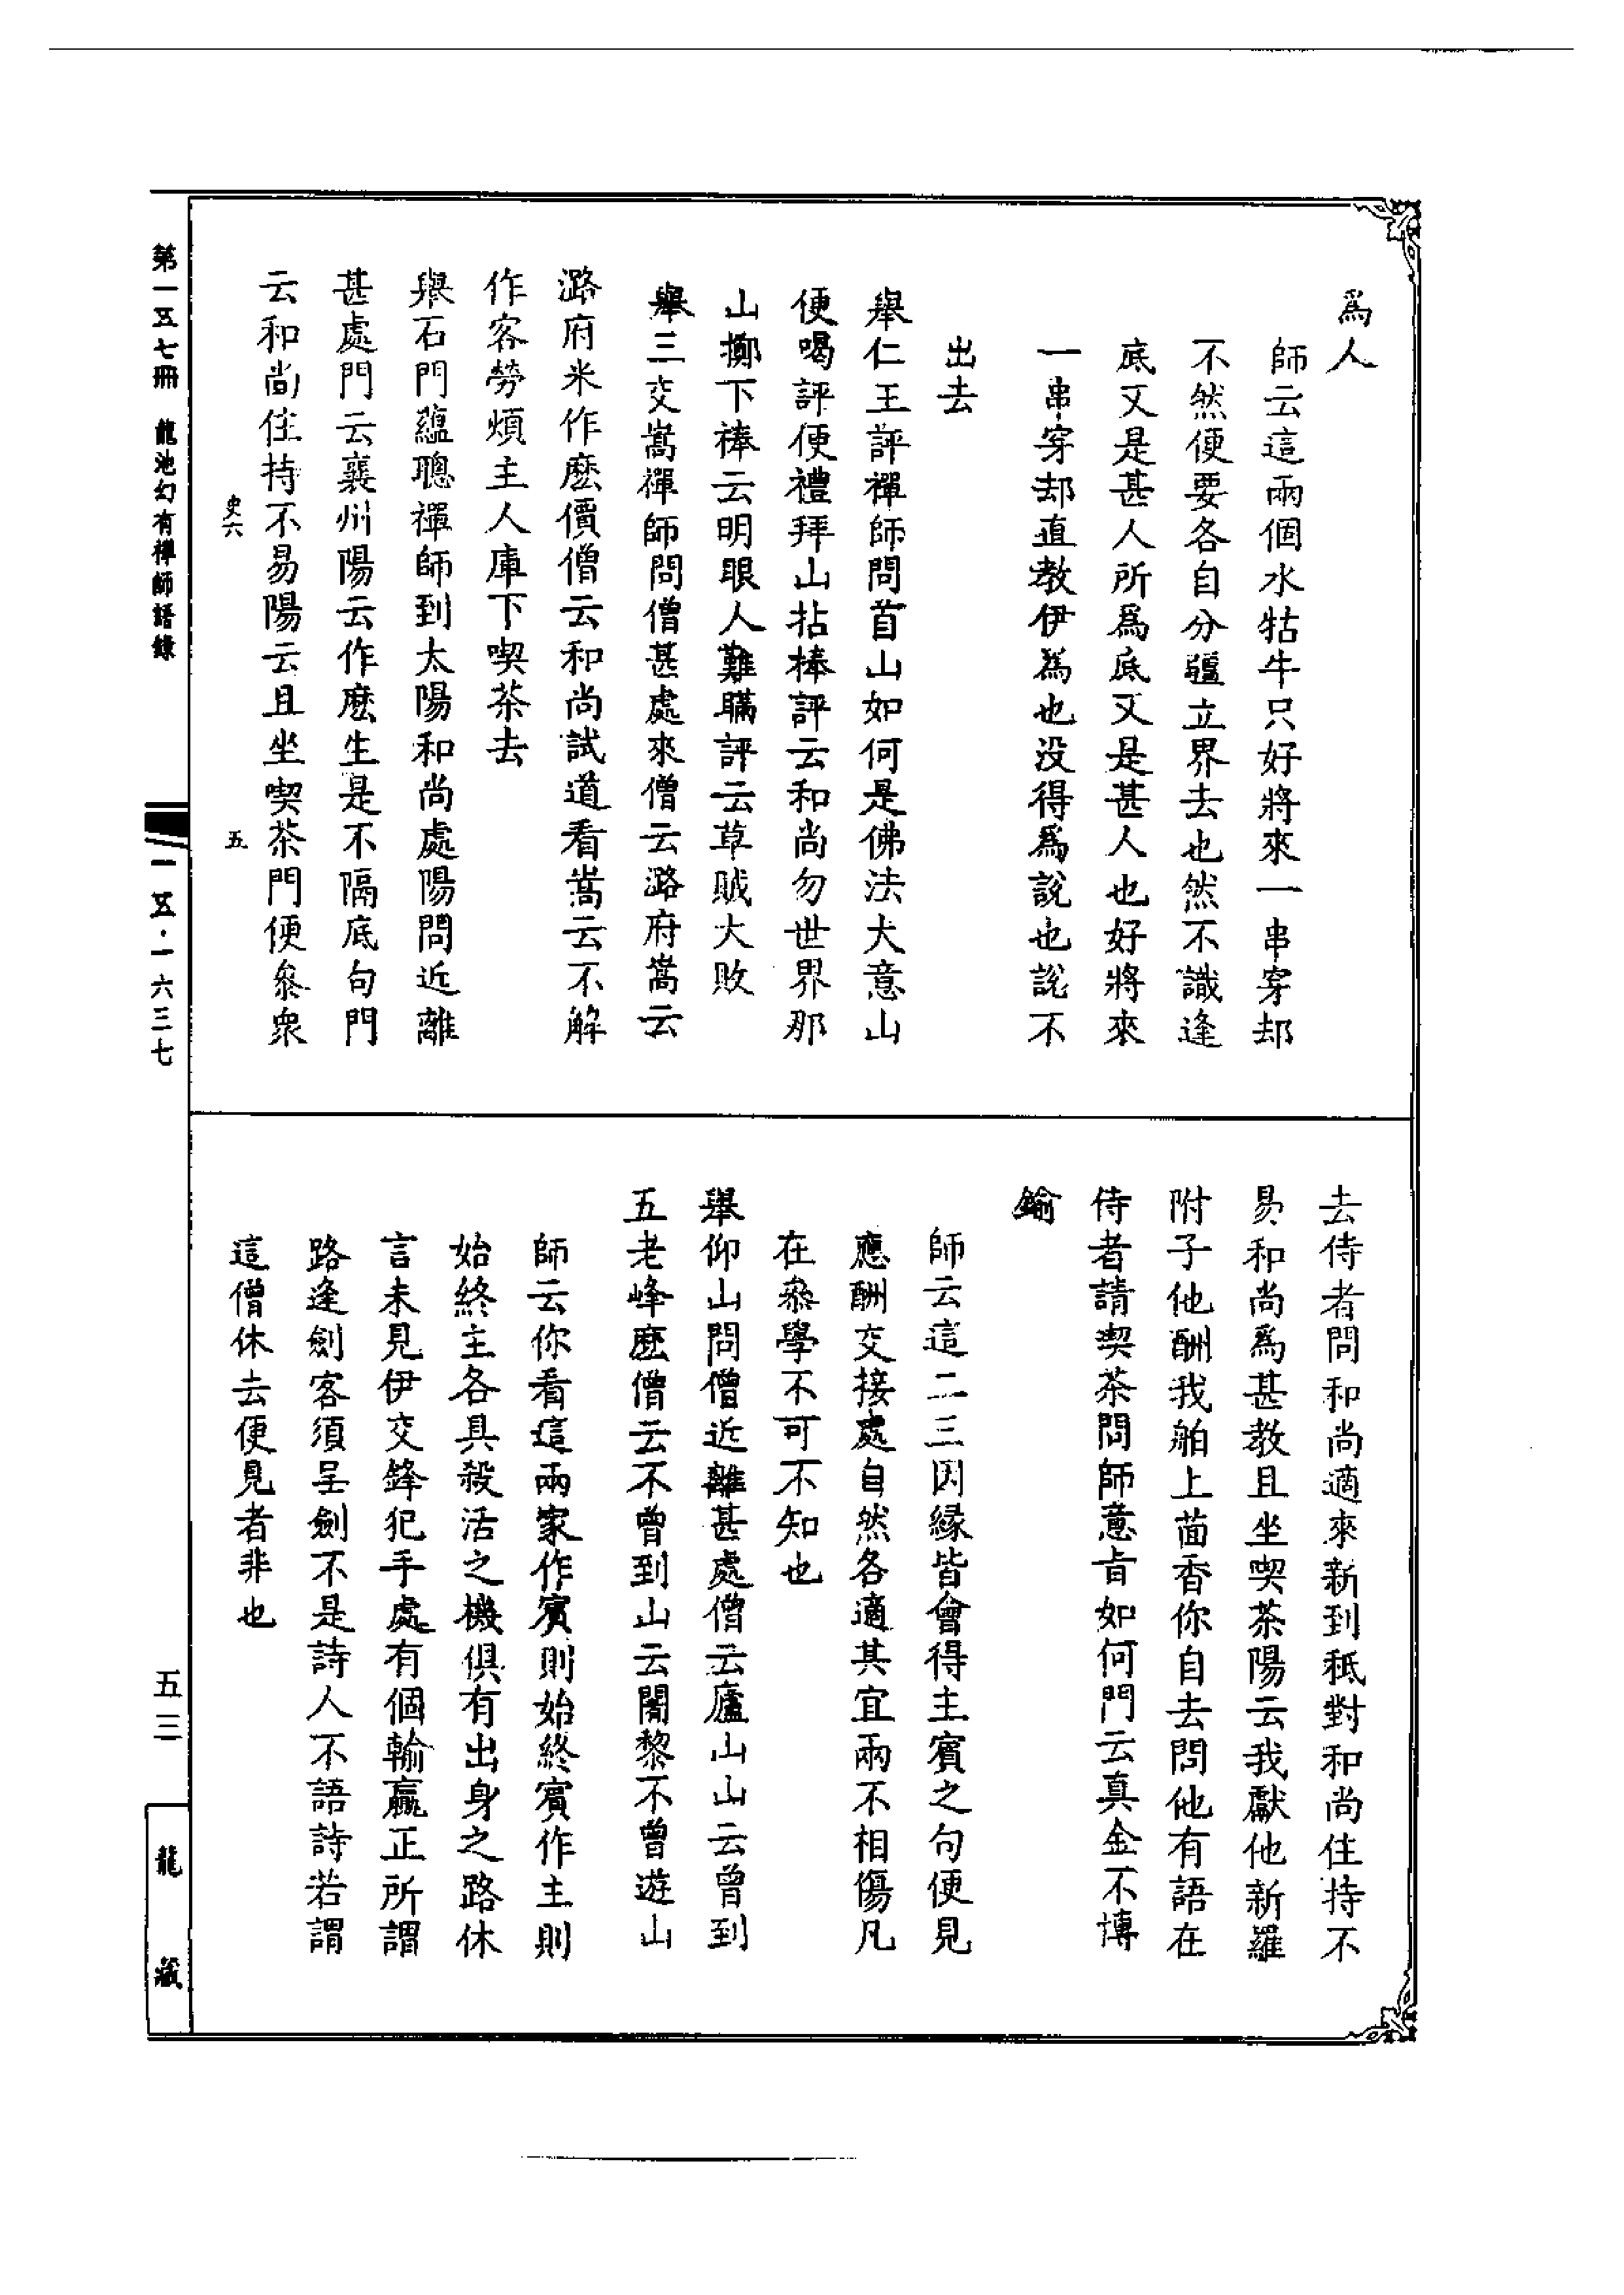 為人
師云這兩個水牯牛只好將來一串穿却
不然便要各自分疆立界去也然不識逢
底又是甚人所為底又是甚人也好將來
一串穿却直教伊為也没得為說也說不
出去
舉仁王評禪師問首山如何是佛法大意山
便喝評便禮拜山拈棒評云和尚勿世界那
山擲下棒云明眼人難瞞評云草賊大敗
舉三交嵩禪師問僧甚處來僧云潞府嵩云
潞府米作麽價僧云和尚試道看嵩云不解
作客勞煩主人庫下喫茶去
舉石門蘊聰禪師到太陽和尚處陽問近離
甚處門云襄州陽云作麽生是不隔底句門
云和尚住持不易陽云且坐喫茶門便叅衆
史六
五
去侍者問和尚適來新到秪對和尚住持不
易和尚為甚教且坐喫茶陽云我獻他新羅
附子他酬我舶上茴香你自去問他有語在
侍者請喫茶問師意旨如何門云真金不博
鍮
師云這二三因緣皆會得主賓之句便見
應酬交接處自然各適其宜兩不相傷凡
在叅學不可不知也
舉仰山問僧近離甚處僧云廬山山云曾到
五老峰麽僧云不曾到山云闍黎不曾遊山
師云你看這兩家作賓則始終賓作主則
始終主各具殺活之機俱有出身之路休
言未見伊交鋒犯手處有個輸贏正所謂
路逢劍客須呈劍不是詩人不語詩若謂
這僧休去便見者非也
第一五七冊 龍池幻有禪師語錄
一五·一六三七
五三
龍藏